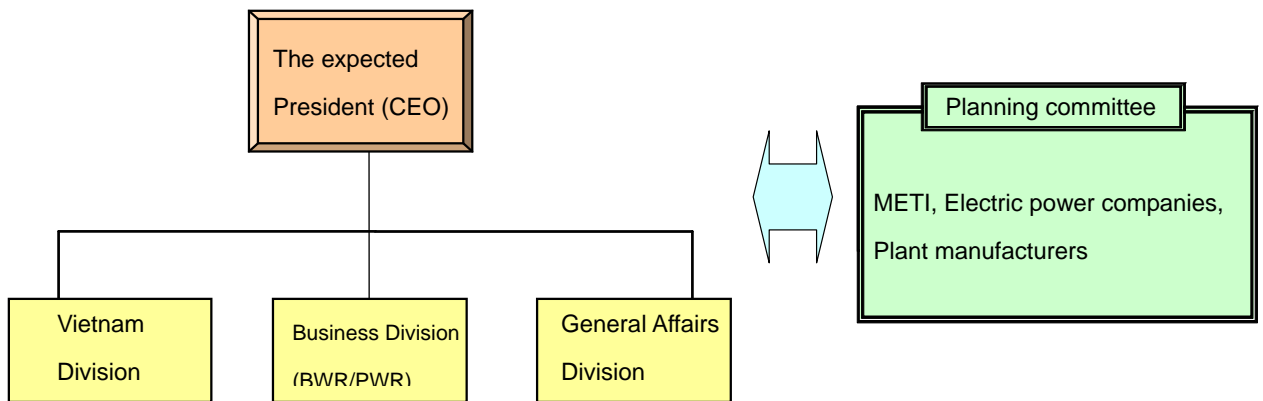 The expected
President (CEO)
Planning committee
METI, Electric power companies,
Plant manufacturers
Vietnam
Division
Business Division
(BWR/PWR)
General Affairs
Division